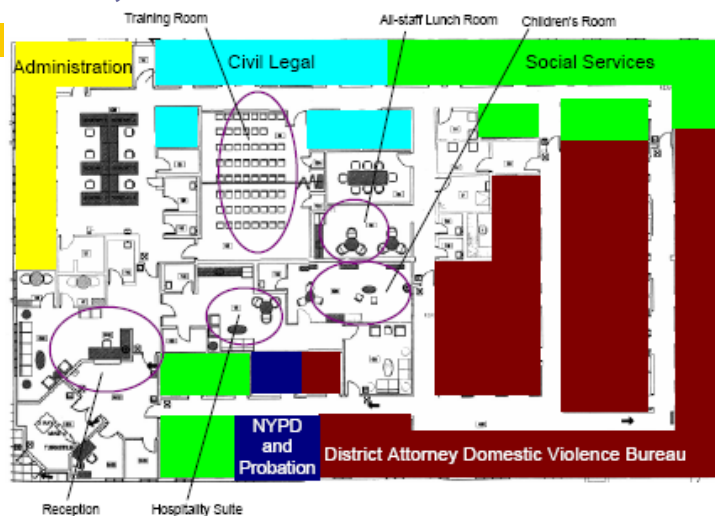 Training Room
All-staff Lunch Room
Children's Room
Administration
Civil Legal
Social Services
NYPD
and
Probation
District Attorney Domestic Violence Bureau
Reception
Hospitality Suite